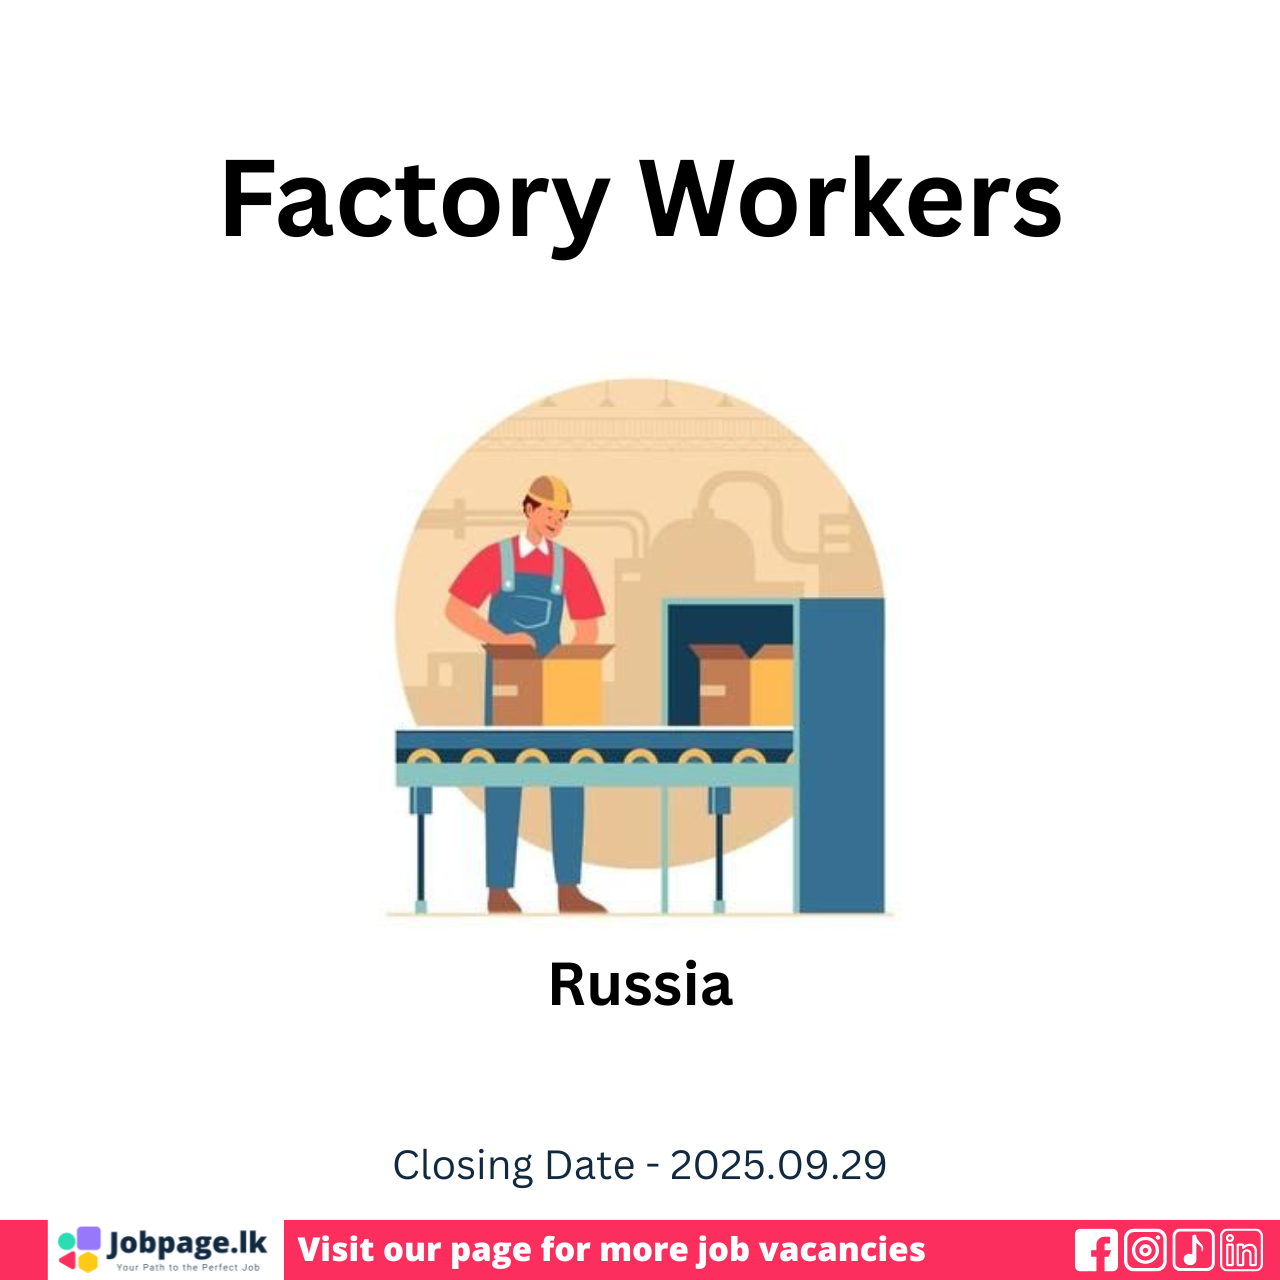 Factory Workers
Russia
Closing Date - 2025.09.29
Jobpage.lk
Your Path to the Perfect Job
Visit our page for more job vacancies